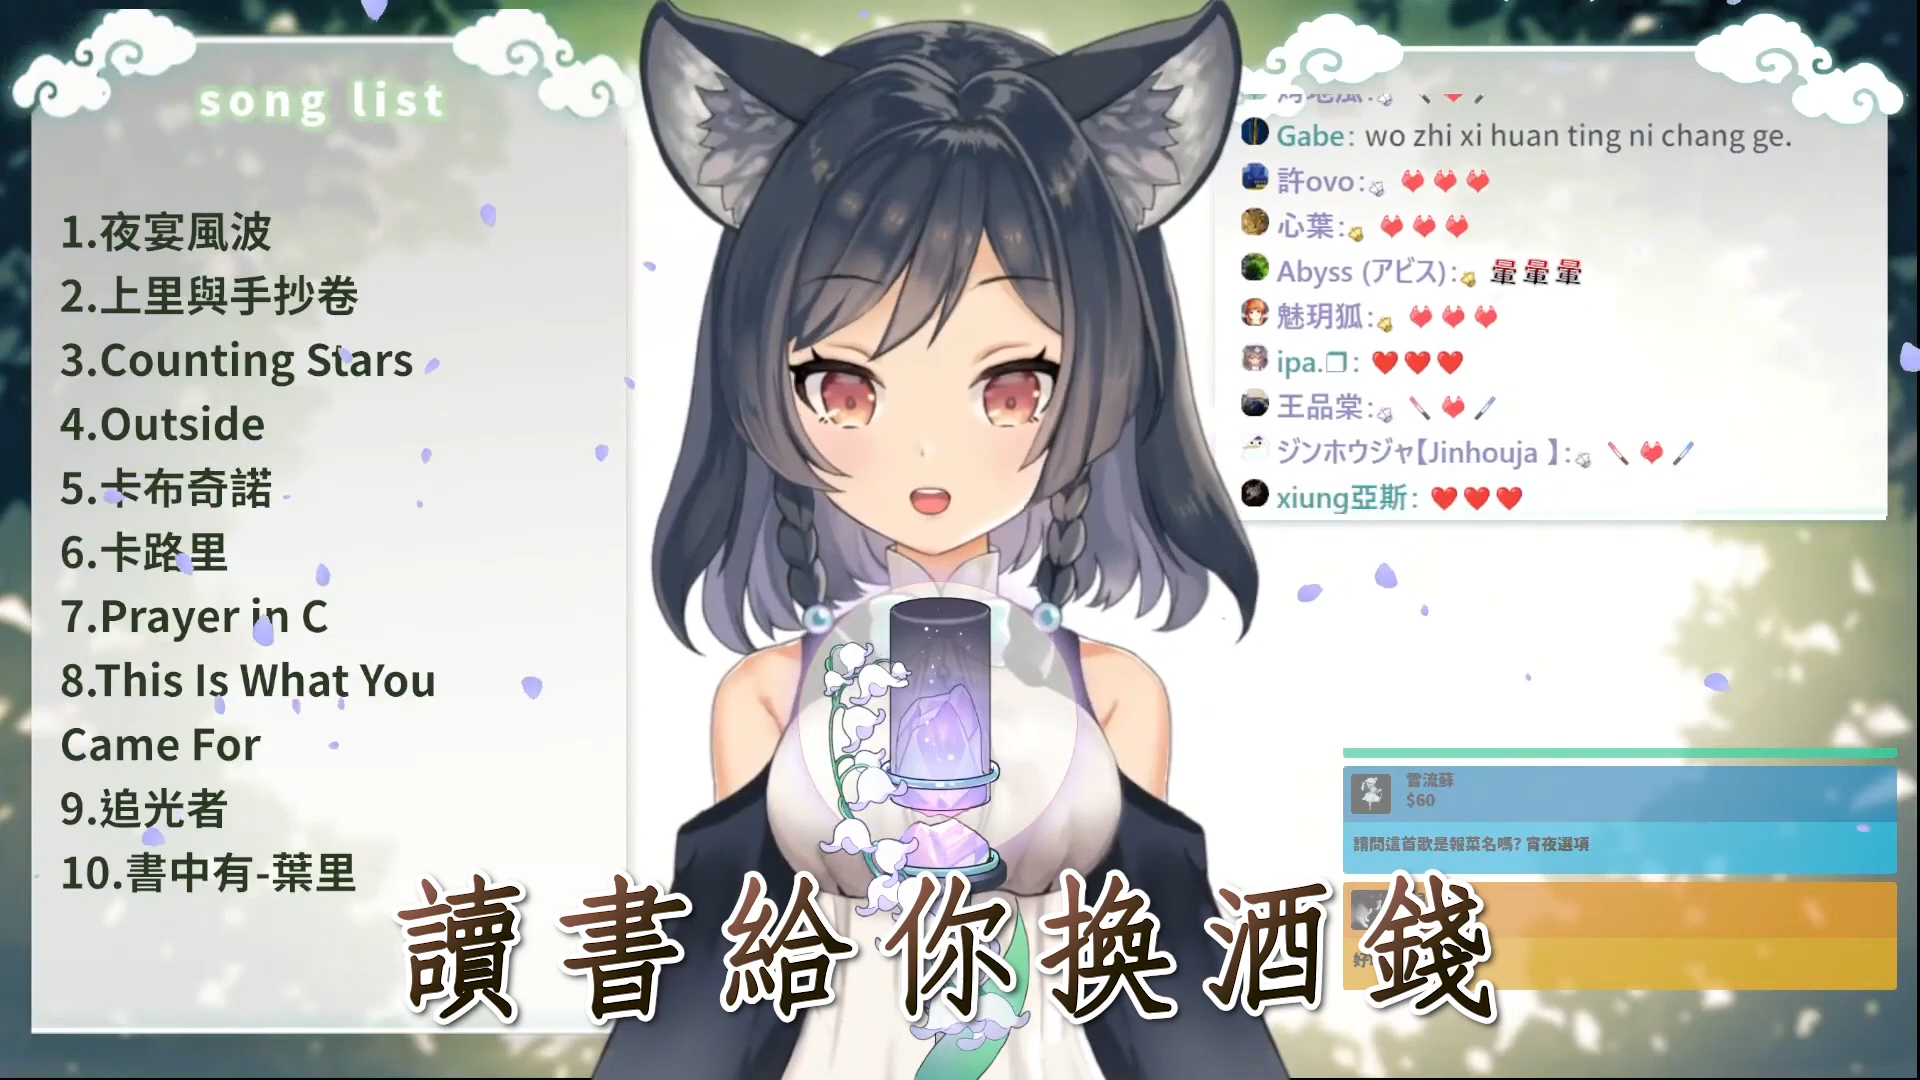 song list
1.夜宴風波
2.上里與手抄卷
3.Counting Stars
4.Outside
5.卡布奇諾
6.卡路里
7.Prayer in C
8.This Is What You
Came For
9.追光者
10.書中有-葉里
Gabe: wo zhi xi huan ting ni chang ge.
許ovo:
心葉:
Abyss (アビス): 暈暈暈
魅玥狐:
ipa.❐:
王品棠:
ジンホウジャ【Jinhouja 】:
xiung亞斯:
雪流蘇
$60
請問這首歌是報菜名嗎? 宵夜選項
好
讀書給你換酒錢